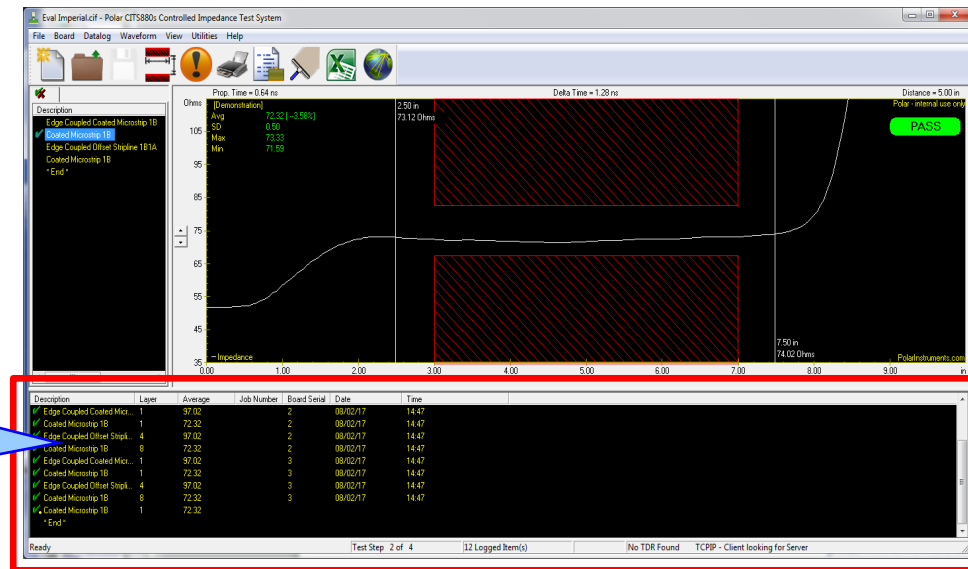 Eval Imperial.cif - Polar CITS880s Controlled Impedance Test System
File Board Datalog Waveform View Utilities Help
Prop. Time = 0.64 ns Delta Time = 1.28 ns Distance = 5.00 in
Description
Edge Coupled Coated Microstrip 1B
Coated Microstrip 1B
Edge Coupled Offset Stripline 1B1A
Coated Microstrip 1B
* End *
Ohms
105
95
85
75
65
55
45
35
[Demonstration]
Avg 72.32 [ -3.58%]
SD 0.50
Max 73.33
Min 71.59
2.50 in
73.12 Ohms
Polar - internal use only
PASS
7.50 in
74.02 Ohms
Impedance
PolarInstruments.com
0.00 1.00 2.00 3.00 4.00 5.00 6.00 7.00 8.00 9.00 in
Description Layer Average Job Number Board Serial Date Time
Edge Coupled Coated Micr... 1 97.02 2 08/02/17 14:47
Coated Microstrip 1B 1 72.32 2 08/02/17 14:47
Edge Coupled Offset Stripli... 4 97.02 2 08/02/17 14:47
Coated Microstrip 1B 8 72.32 2 08/02/17 14:47
Edge Coupled Coated Micr... 1 97.02 3 08/02/17 14:47
Coated Microstrip 1B 1 72.32 3 08/02/17 14:47
Edge Coupled Offset Stripli... 4 97.02 3 08/02/17 14:47
Coated Microstrip 1B 8 72.32 3 08/02/17 14:47
Coated Microstrip 1B 1 72.32
* End *
Ready Test Step 2 of 4 12 Logged Item(s) No TDR Found TCPIP - Client looking for Server